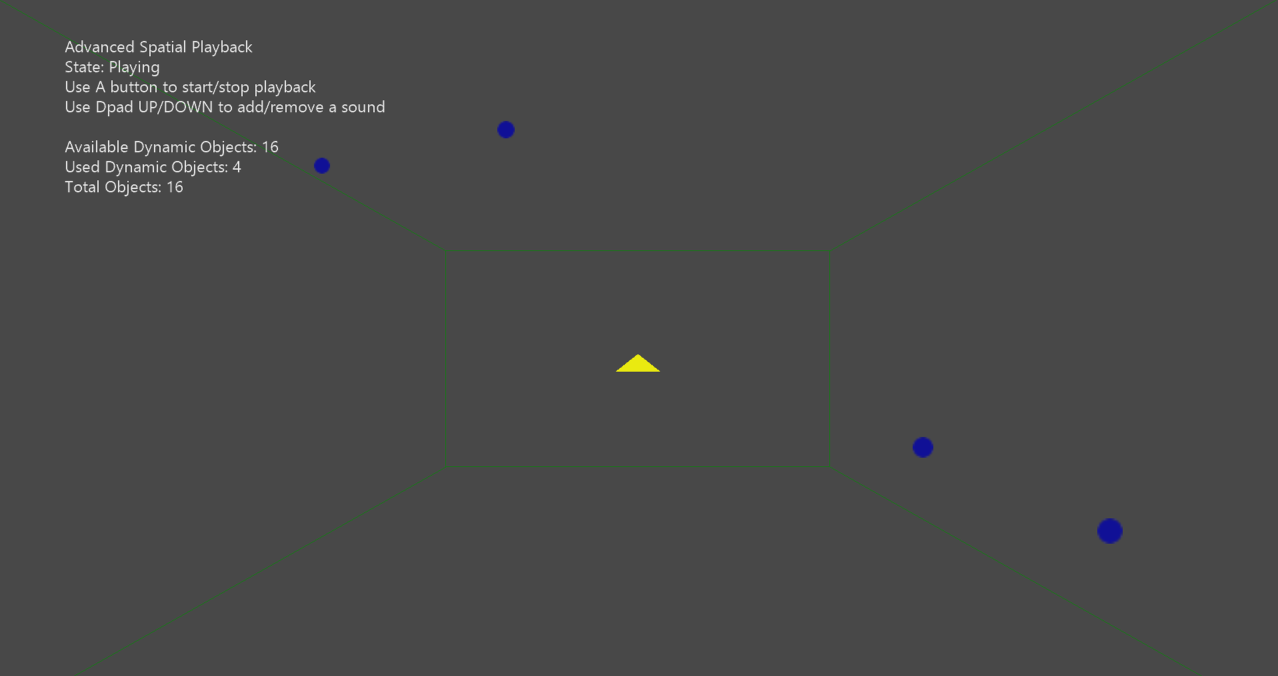 Advanced Spatial Playback
State: Playing
Use A button to start/stop playback
Use Dpad UP/DOWN to add/remove a sound
Available Dynamic Objects: 16
Used Dynamic Objects: 4
Total Objects: 16